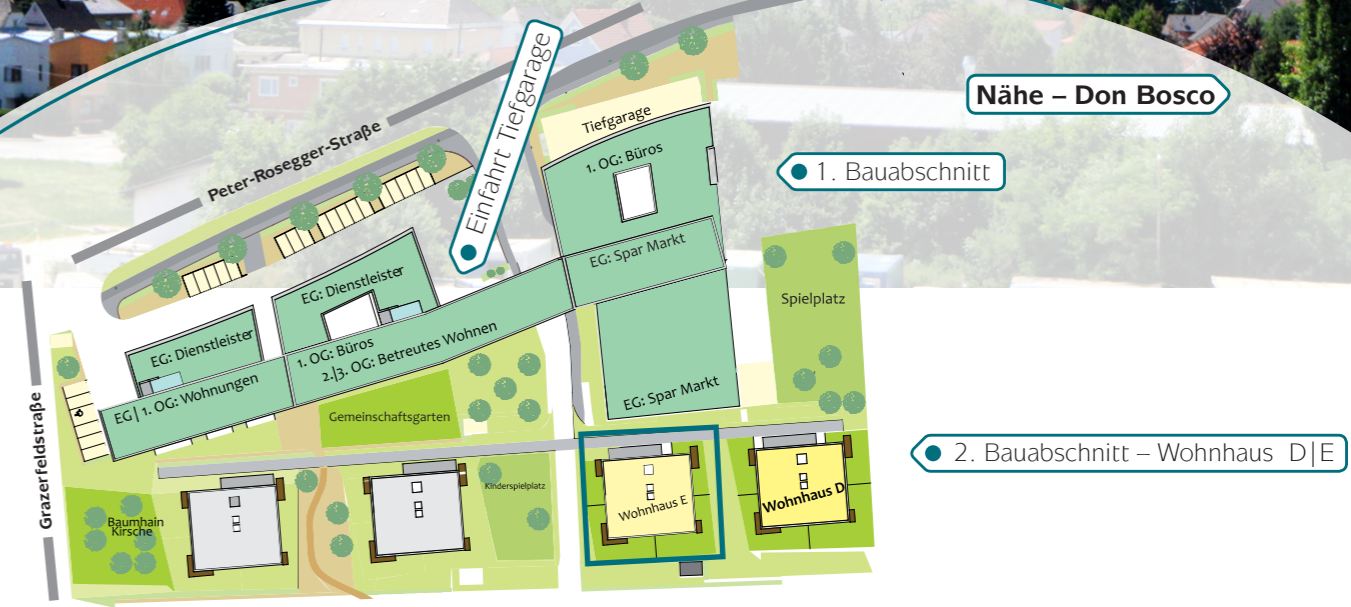 Einfahrt Tiefgarage
Nähe – Don Bosco
Peter-Rosegger-Straße
Tiefgarage
1. OG: Büros
1. Bauabschnitt
EG: Spar Markt
EG: Dienstleister
Spielplatz
EG: Dienstleister
1. OG: Büros
2.|3. OG: Betreutes Wohnen
EG | 1. OG: Wohnungen
EG: Spar Markt
Gemeinschaftsgarten
Grazerfeldstraße
2. Bauabschnitt – Wohnhaus D|E
Kinderspielplatz
Wohnhaus E
Wohnhaus D
Baumhain
Kirsche